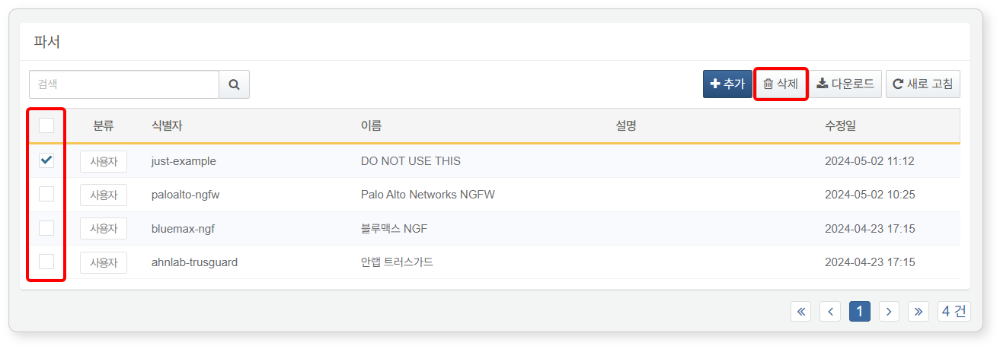 파서
검색
추가 삭제 다운로드 새로 고침
분류 식별자 이름 설명 수정일
사용자 just-example DO NOT USE THIS 2024-05-02 11:12
사용자 paloalto-ngfw Palo Alto Networks NGFW 2024-05-02 10:25
사용자 bluemax-ngf 블루맥스 NGF 2024-04-23 17:15
사용자 ahnlab-trusguard 안랩 트러스가드 2024-04-23 17:15
« ‹ 1 › » 4 건